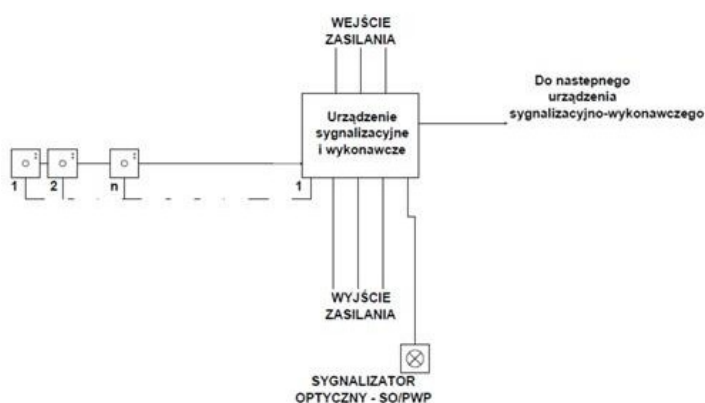 WEJŚCIE
ZASILANIA
Do nastepnego
urządzenia
sygnalizacyjno-wykonawczego
Urządzenie
sygnalizacyjne
i wykonawcze
1 2 n 1
WYJŚCIE
ZASILANIA
SYGNALIZATOR
OPTYCZNY - SO/PWP